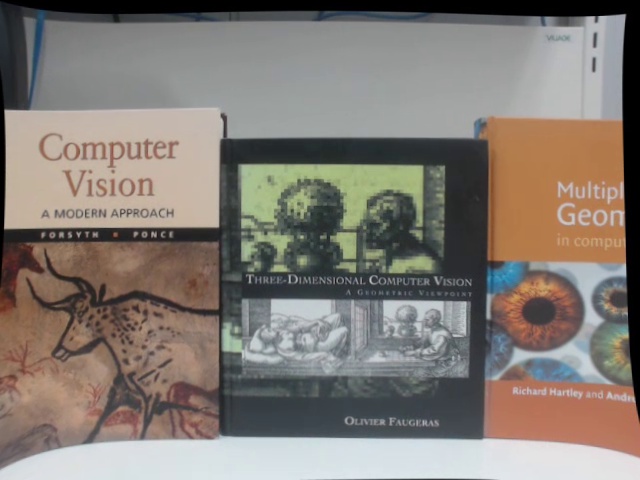 Computer
Vision
A MODERN APPROACH
FORSYTH ▪ PONCE
THREE-DIMENSIONAL COMPUTER VISION
A GEOMETRIC VIEWPOINT
OLIVIER FAUGERAS
Multipl
Geom
in comput
Richard Hartley and Andre